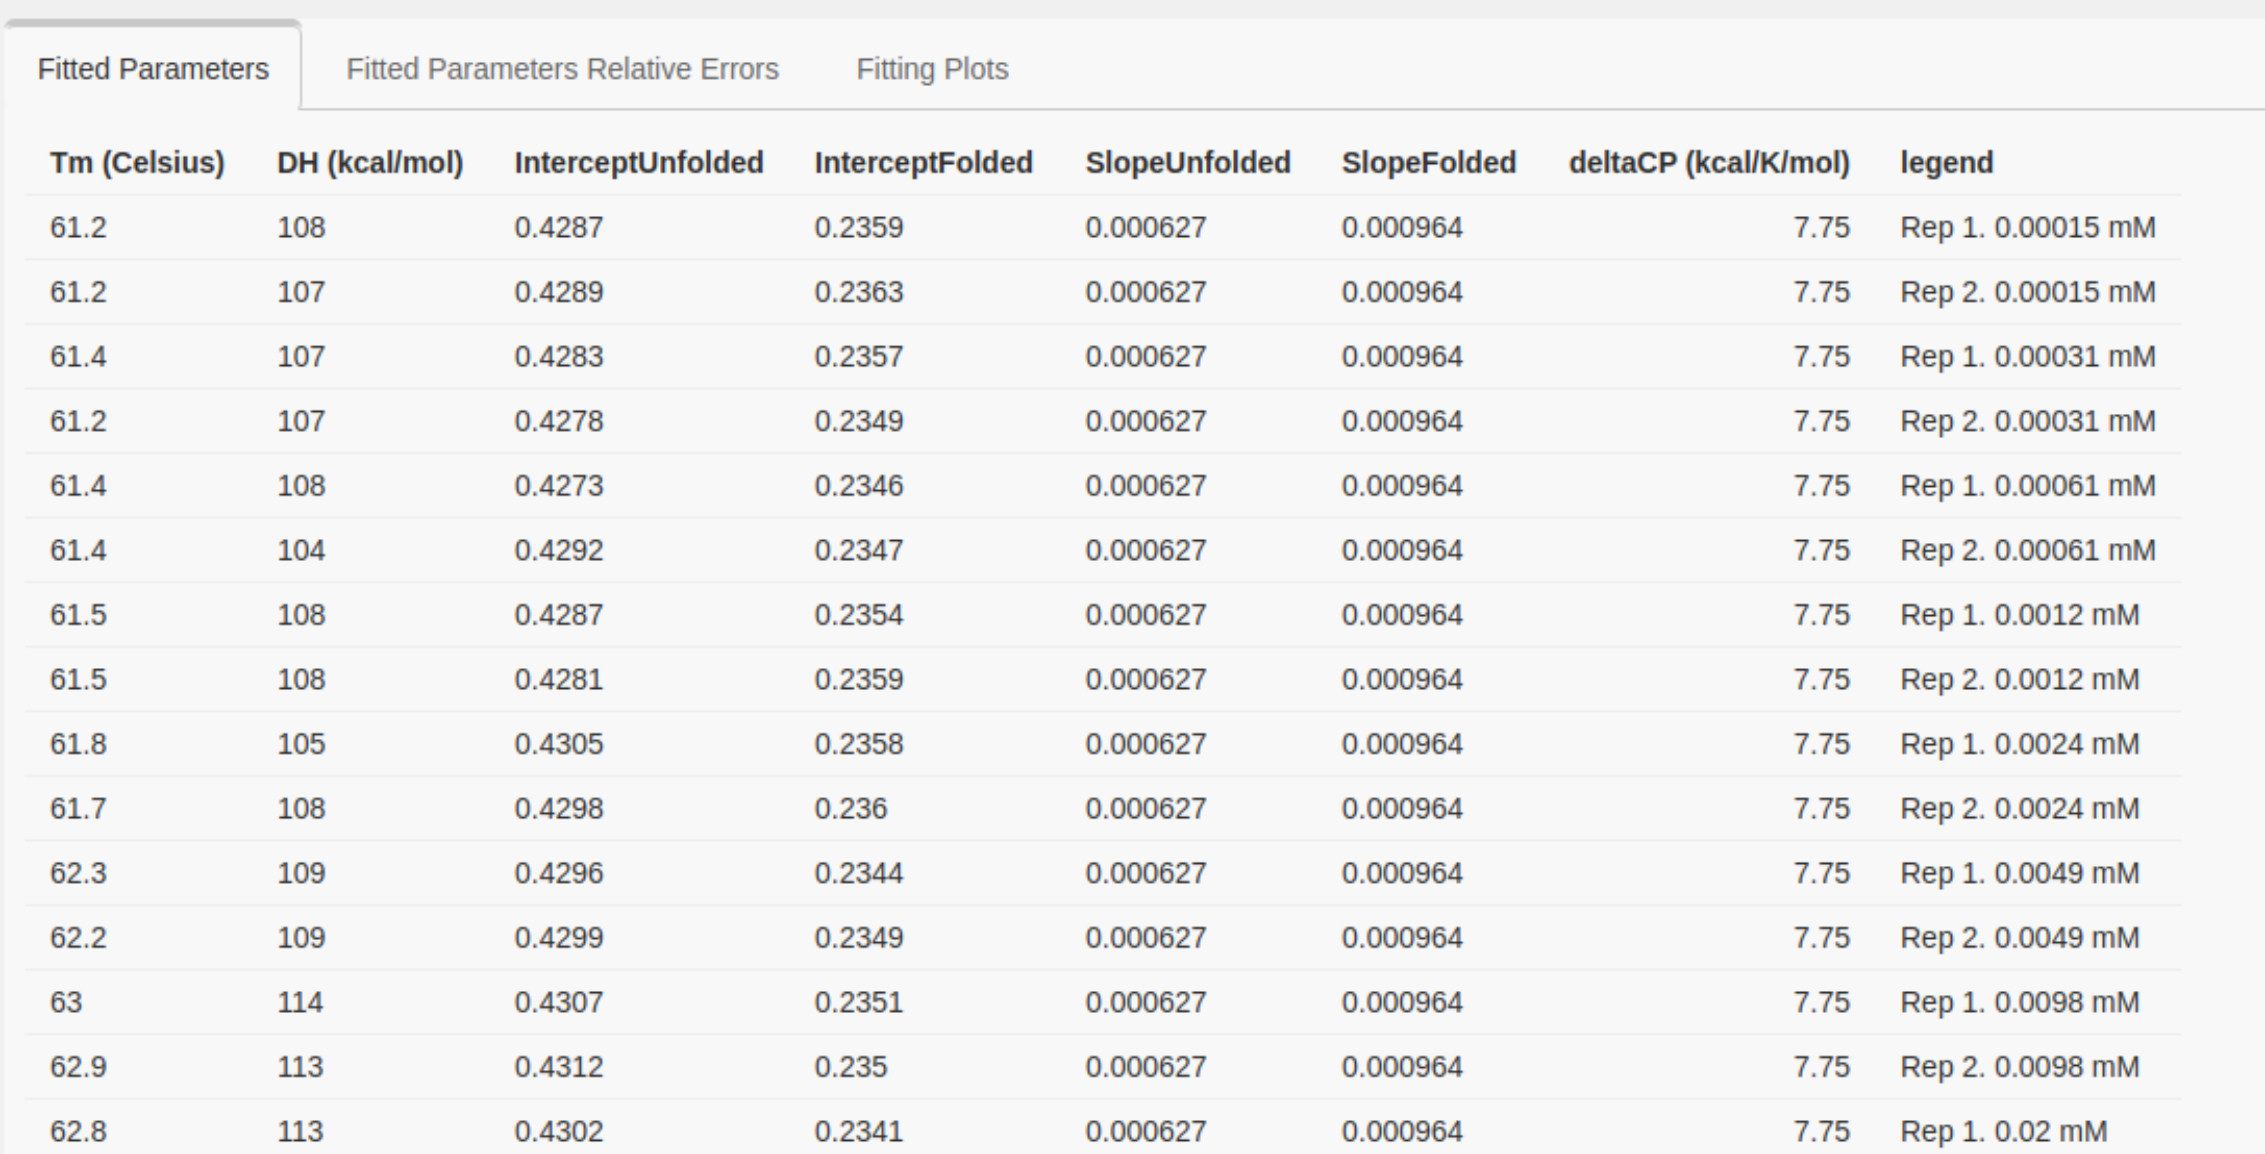 Fitted Parameters Fitted Parameters Relative Errors Fitting Plots
Tm (Celsius) DH (kcal/mol) InterceptUnfolded InterceptFolded SlopeUnfolded SlopeFolded deltaCP (kcal/K/mol) legend
61.2 108 0.4287 0.2359 0.000627 0.000964 7.75 Rep 1. 0.00015 mM
61.2 107 0.4289 0.2363 0.000627 0.000964 7.75 Rep 2. 0.00015 mM
61.4 107 0.4283 0.2357 0.000627 0.000964 7.75 Rep 1. 0.00031 mM
61.2 107 0.4278 0.2349 0.000627 0.000964 7.75 Rep 2. 0.00031 mM
61.4 108 0.4273 0.2346 0.000627 0.000964 7.75 Rep 1. 0.00061 mM
61.4 104 0.4292 0.2347 0.000627 0.000964 7.75 Rep 2. 0.00061 mM
61.5 108 0.4287 0.2354 0.000627 0.000964 7.75 Rep 1. 0.0012 mM
61.5 108 0.4281 0.2359 0.000627 0.000964 7.75 Rep 2. 0.0012 mM
61.8 105 0.4305 0.2358 0.000627 0.000964 7.75 Rep 1. 0.0024 mM
61.7 108 0.4298 0.236 0.000627 0.000964 7.75 Rep 2. 0.0024 mM
62.3 109 0.4296 0.2344 0.000627 0.000964 7.75 Rep 1. 0.0049 mM
62.2 109 0.4299 0.2349 0.000627 0.000964 7.75 Rep 2. 0.0049 mM
63 114 0.4307 0.2351 0.000627 0.000964 7.75 Rep 1. 0.0098 mM
62.9 113 0.4312 0.235 0.000627 0.000964 7.75 Rep 2. 0.0098 mM
62.8 113 0.4302 0.2341 0.000627 0.000964 7.75 Rep 1. 0.02 mM